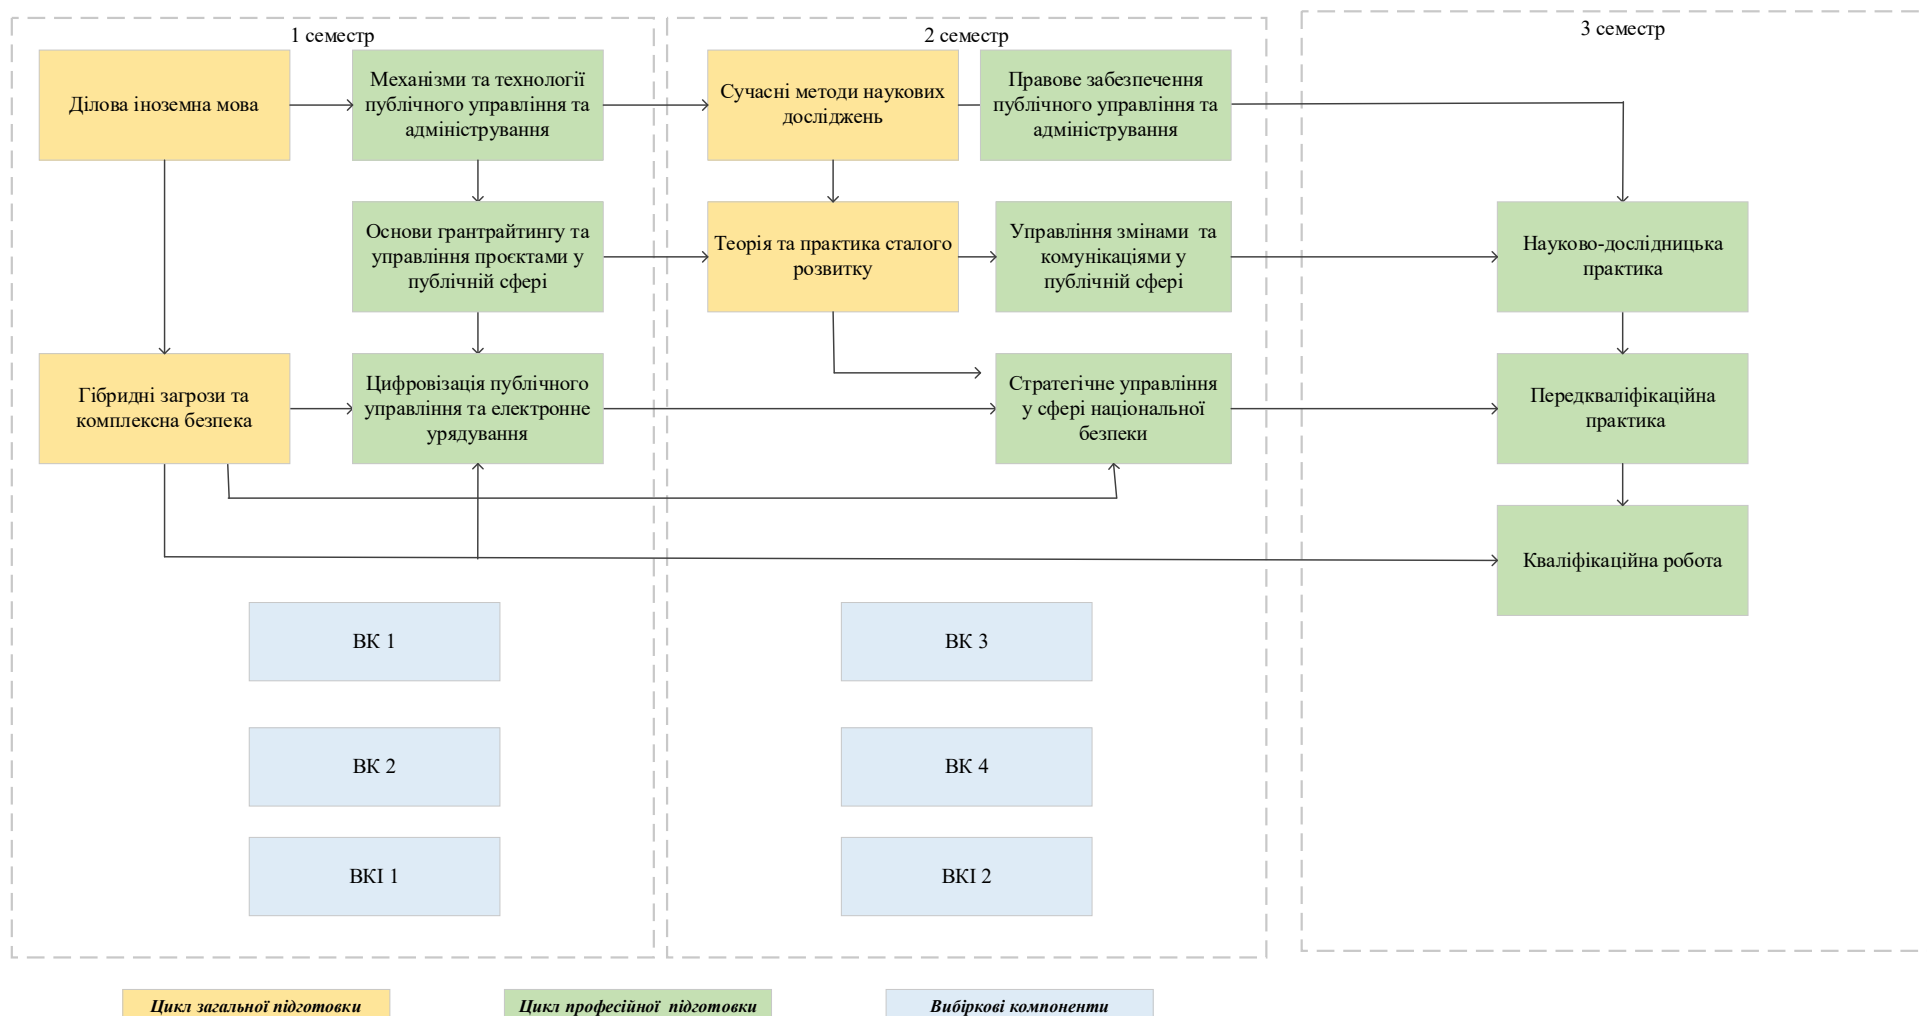 1 семестр
2 семестр
3 семестр
Ділова іноземна мова
Механізми та технології
публічного управління та
адміністрування
Сучасні методи наукових
досліджень
Правове забезпечення
публічного управління та
адміністрування
Основи грантрайтингу та
управління проєктами у
публічній сфері
Теорія та практика сталого
розвитку
Управління змінами та
комунікаціями у
публічній сфері
Науково-дослідницька
практика
Гібридні загрози та
комплексна безпека
Цифровізація публічного
управління та електронне
урядування
Стратегічне управління
у сфері національної
безпеки
Передкваліфікаційна
практика
Кваліфікаційна робота
ВК 1
ВК 3
ВК 2
ВК 4
ВКІ 1
ВКІ 2
Цикл загальної підготовки
Цикл професійної підготовки
Вибіркові компоненти